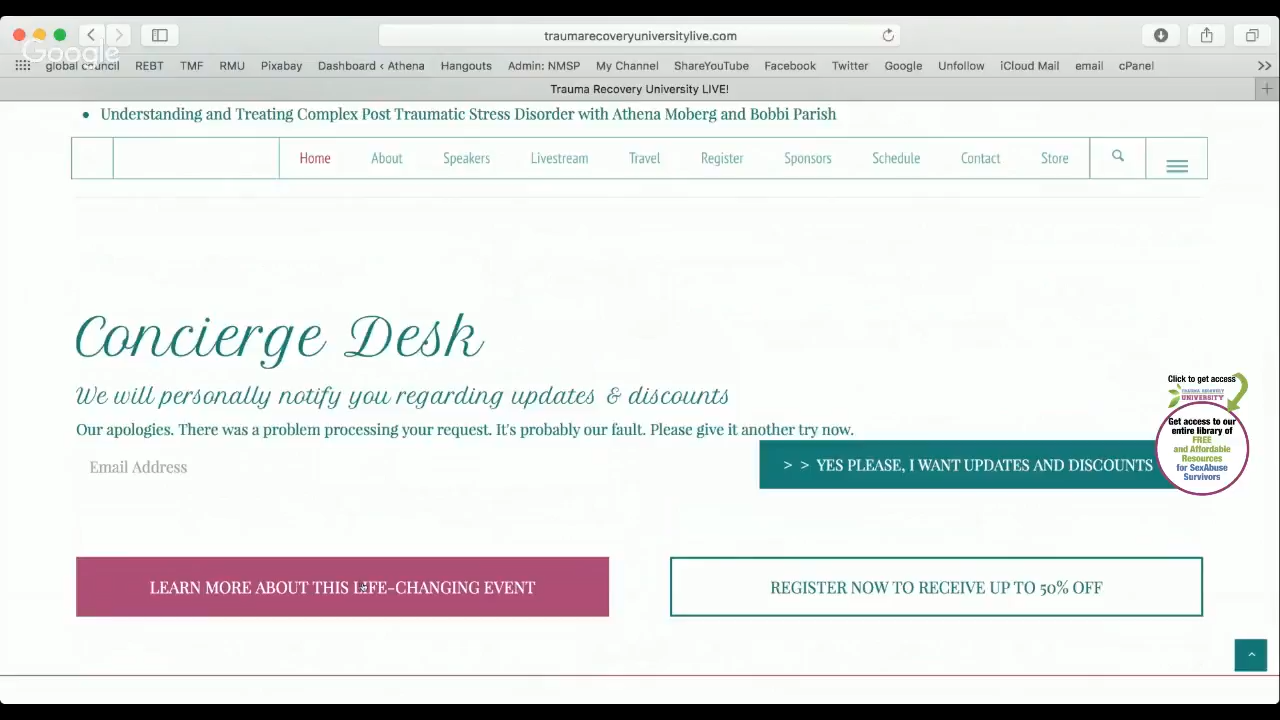 traumarecoveryuniversitylive.com
Google
global council REBT TMF RMU Pixabay Dashboard < Athena Hangouts Admin: NMSP My Channel ShareYouTube Facebook Twitter Google Unfollow iCloud Mail email cPanel >>
Trauma Recovery University LIVE!
• Understanding and Treating Complex Post Traumatic Stress Disorder with Athena Moberg and Bobbi Parish
Home About Speakers Livestream Travel Register Sponsors Schedule Contact Store
Concierge Desk
We will personally notify you regarding updates & discounts
Our apologies. There was a problem processing your request. It's probably our fault. Please give it another try now.
Email Address
> > YES PLEASE, I WANT UPDATES AND DISCOUNTS
Click to get access
TRAUMA RECOVERY
UNIVERSITY
Get access to our
entire library of
FREE
and Affordable
Resources
for SexAbuse
Survivors
LEARN MORE ABOUT THIS LIFE-CHANGING EVENT
REGISTER NOW TO RECEIVE UP TO 50% OFF